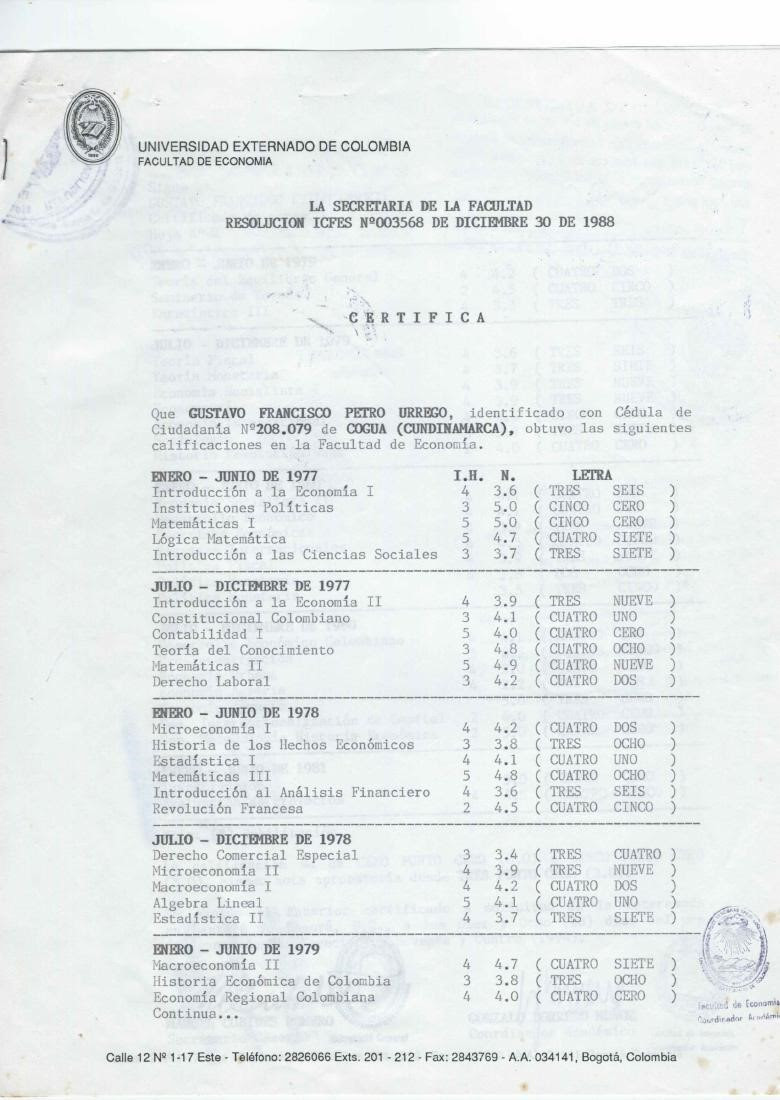 UNIVERSIDAD EXTERNADO DE COLOMBIA
FACULTAD DE ECONOMIA
LA SECRETARIA DE LA FACULTAD
RESOLUCION ICFES Nº003568 DE DICIEMBRE 30 DE 1988
C E R T I F I C A
Que GUSTAVO FRANCISCO PETRO URREGO, identificado con Cédula de
Ciudadanía Nº208.079 de COGUA (CUNDINAMARCA), obtuvo las siguientes
calificaciones en la Facultad de Economía.
ENERO - JUNIO DE 1977 I.H. N. LETRA
Introducción a la Economía I 4 3.6 ( TRES SEIS )
Instituciones Políticas 3 5.0 ( CINCO CERO )
Matemáticas I 5 5.0 ( CINCO CERO )
Lógica Matemática 5 4.7 ( CUATRO SIETE )
Introducción a las Ciencias Sociales 3 3.7 ( TRES SIETE )
JULIO - DICIEMBRE DE 1977
Introducción a la Economía II 4 3.9 ( TRES NUEVE )
Constitucional Colombiano 3 4.1 ( CUATRO UNO )
Contabilidad I 5 4.0 ( CUATRO CERO )
Teoría del Conocimiento 3 4.8 ( CUATRO OCHO )
Matemáticas II 5 4.9 ( CUATRO NUEVE )
Derecho Laboral 3 4.2 ( CUATRO DOS )
ENERO - JUNIO DE 1978
Microeconomía I 4 4.2 ( CUATRO DOS )
Historia de los Hechos Económicos 3 3.8 ( TRES OCHO )
Estadística I 4 4.1 ( CUATRO UNO )
Matemáticas III 5 4.8 ( CUATRO OCHO )
Introducción al Análisis Financiero 4 3.6 ( TRES SEIS )
Revolución Francesa 2 4.5 ( CUATRO CINCO )
JULIO - DICIEMBRE DE 1978
Derecho Comercial Especial 3 3.4 ( TRES CUATRO )
Microeconomía II 4 3.9 ( TRES NUEVE )
Macroeconomía I 4 4.2 ( CUATRO DOS )
Algebra Lineal 5 4.1 ( CUATRO UNO )
Estadística II 4 3.7 ( TRES SIETE )
ENERO - JUNIO DE 1979
Macroeconomía II 4 4.7 ( CUATRO SIETE )
Historia Económica de Colombia 3 3.8 ( TRES OCHO )
Economía Regional Colombiana 4 4.0 ( CUATRO CERO )
Continua...
Facultad de Economía
Coordinador
Calle 12 Nº 1-17 Este - Teléfono: 2826066 Exts. 201 - 212 - Fax: 2843769 - A.A. 034141, Bogotá, Colombia